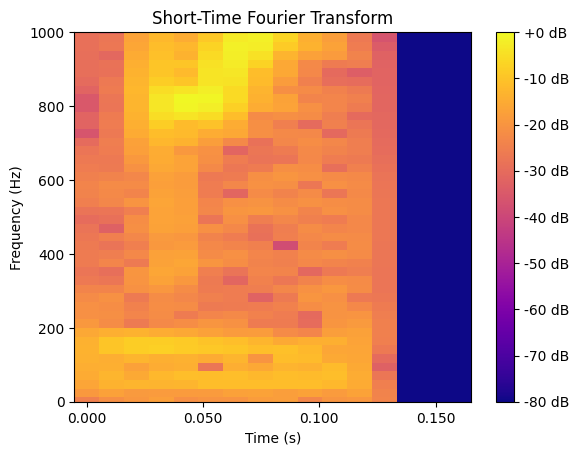 Short-Time Fourier Transform
Frequency (Hz)
1000
800
600
400
200
0
0.000
0.050
0.100
0.150
Time (s)
+0 dB
-10 dB
-20 dB
-30 dB
-40 dB
-50 dB
-60 dB
-70 dB
-80 dB